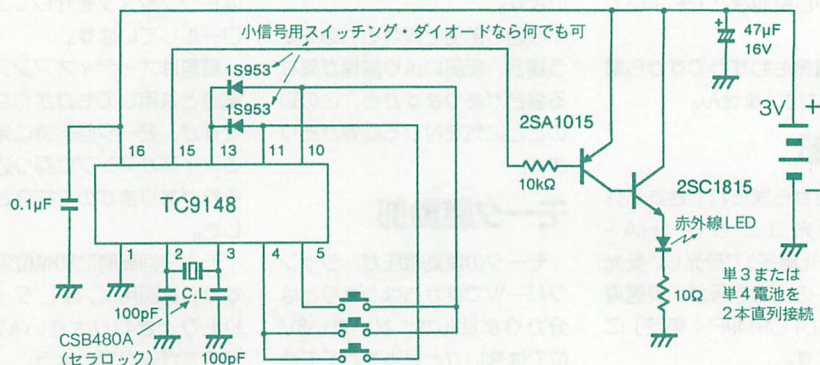 小信号用スイッチング・ダイオードなら何でも可
47μF
16V
1S953
1S953
2SA1015
3V
+
+
16
15
13
11
10
10kΩ
2SC1815
0.1μF
TC9148
赤外線LED
1
2
3
4
5
10Ω
単3または
単4電池を
2本直列接続
100pF
C.L.
CSB480A
(セラロック)
100pF